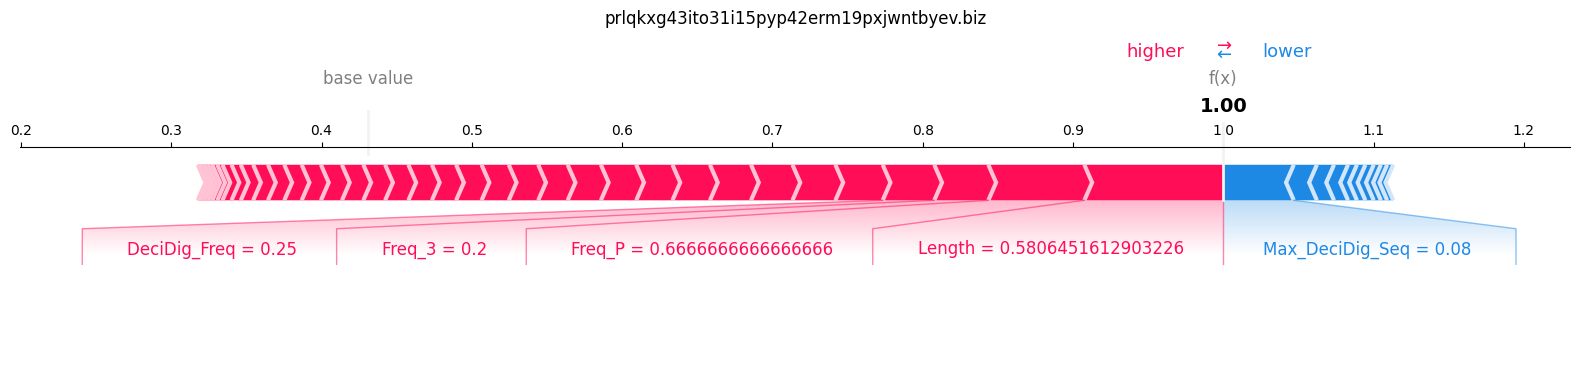 prlqkxg43ito31i15pyp42erm19pxjwntbyev.biz
higher ⇄ lower
base value f(x)
1.00
0.2 0.3 0.4 0.5 0.6 0.7 0.8 0.9 1.0 1.1 1.2
DeciDig_Freq = 0.25 Freq_3 = 0.2 Freq_P = 0.6666666666666666 Length = 0.5806451612903226 Max_DeciDig_Seq = 0.08